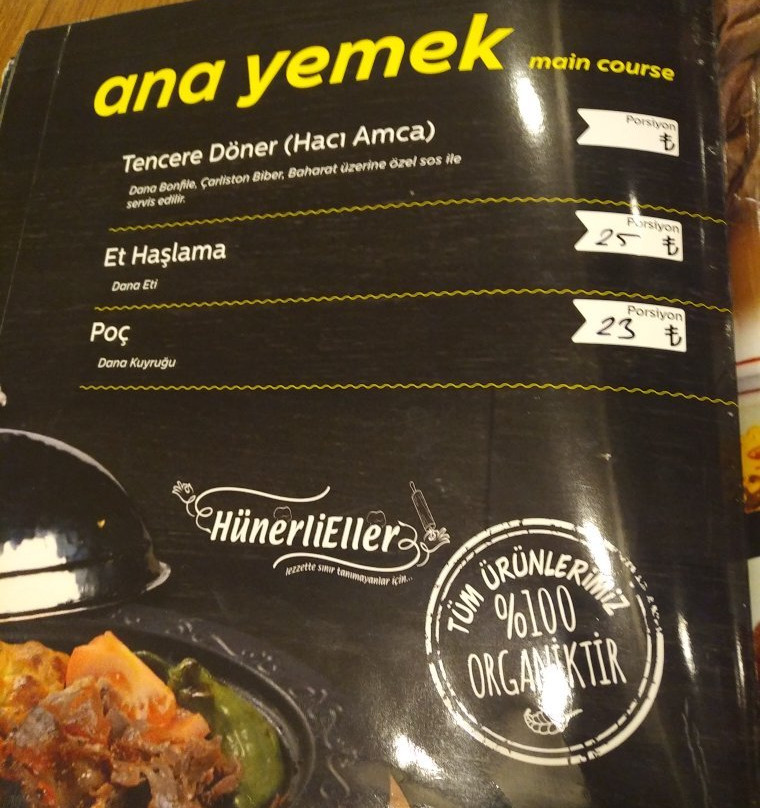 ana yemek main course
Tencere Döner (Hacı Amca)
Dana Bonfile, Çarliston Biber, Baharat üzerine özel sos ile
servis edilir.
Porsiyon
₺
Et Haşlama
Dana Eti
Porsiyon
25 ₺
Poç
Dana Kuyruğu
Porsiyon
23 ₺
HünerliEller
lezzette sınır tanımayanlar için...
TÜM ÜRÜNLERİMİZ
%100
ORGANİKTİR